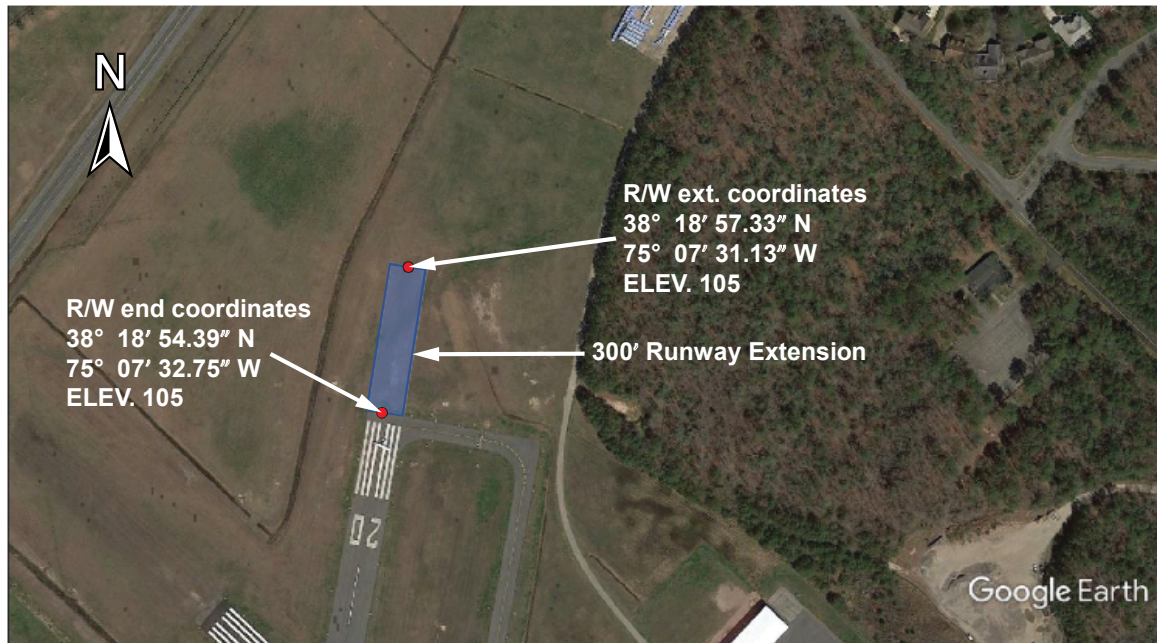 N
R/W ext. coordinates
38° 18′ 57.33″ N
75° 07′ 31.13″ W
ELEV. 105
R/W end coordinates
38° 18′ 54.39″ N
75° 07′ 32.75″ W
ELEV. 105
300′ Runway Extension
20
Google Earth